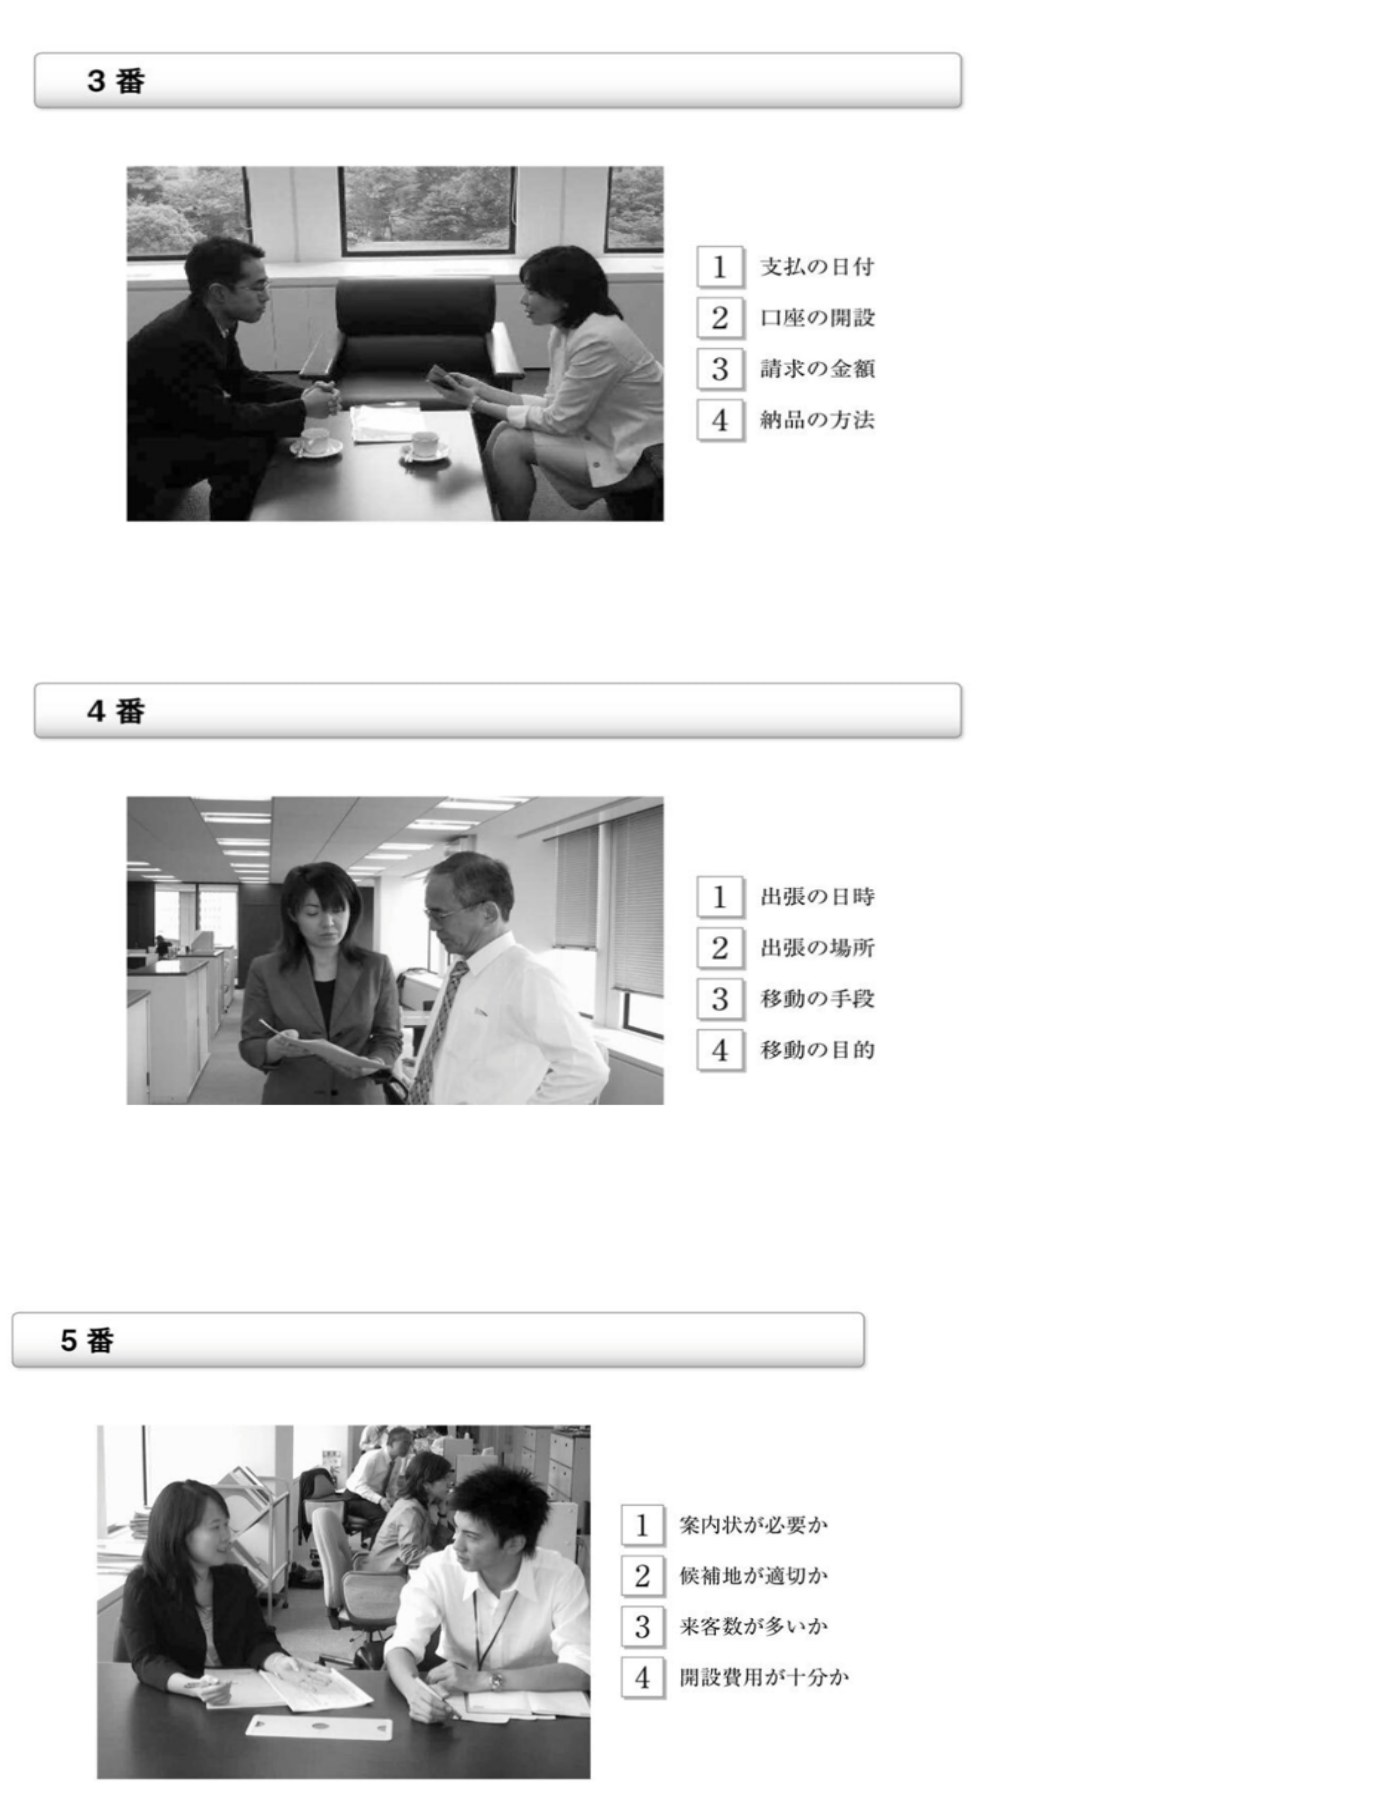 3 番
1 支払の日付
2 口座の開設
3 請求の金額
4 納品の方法
4 番
1 出張の日時
2 出張の場所
3 移動の手段
4 移動の目的
5 番
1 案内状が必要か
2 候補地が適切か
3 来客数が多いか
4 開設費用が十分か